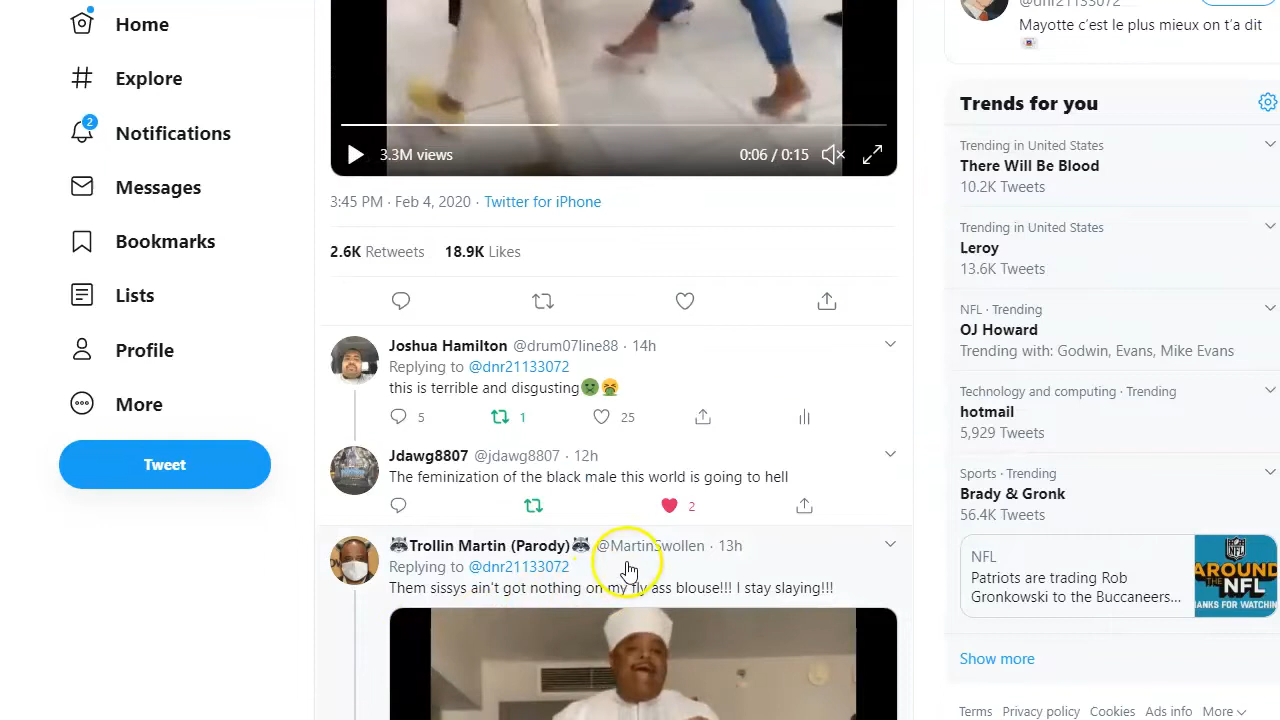 Home
Explore
2
Notifications
Messages
Bookmarks
Lists
Profile
More
Tweet
3.3M views
0:06 / 0:15
3:45 PM · Feb 4, 2020 · Twitter for iPhone
2.6K Retweets 18.9K Likes
Joshua Hamilton @drum07line88 · 14h
Replying to @dnr21133072
this is terrible and disgusting🤢🤮
5 1 25
Jdawg8807 @jdawg8807 · 12h
The feminization of the black male this world is going to hell
2
🦝Trollin Martin (Parody)🦝 @MartinSwollen · 13h
Replying to @dnr21133072
Them sissys ain't got nothing on my fly ass blouse!!! I stay slaying!!!
@dnr21133072
Mayotte c'est le plus mieux on t'a dit
Trends for you
Trending in United States
There Will Be Blood
10.2K Tweets
Trending in United States
Leroy
13.6K Tweets
NFL · Trending
OJ Howard
Trending with: Godwin, Evans, Mike Evans
Technology and computing · Trending
hotmail
5,929 Tweets
Sports · Trending
Brady & Gronk
56.4K Tweets
NFL
Patriots are trading Rob
Gronkowski to the Buccaneers...
AROUND
THE NFL
HANKS FOR WATCHIN
Show more
Terms Privacy policy Cookies Ads info More